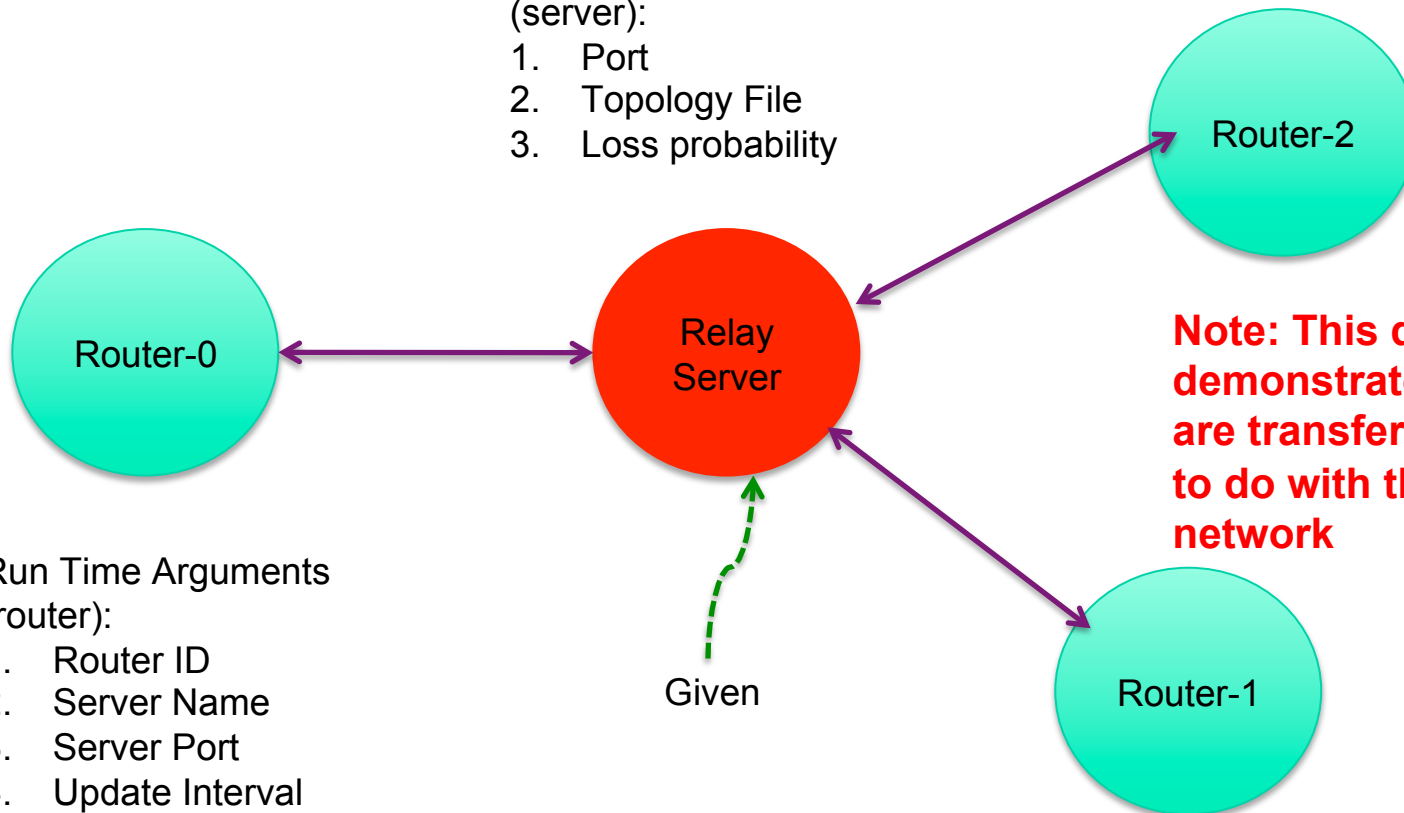 (server):
1. Port
2. Topology File
3. Loss probability
Router-2
Router-0
Relay
Server
Note: This
demonstrat
are transfer
to do with
network
Run Time Arguments
router):
Router ID
Server Name
Server Port
Update Interval
Given
Router-1